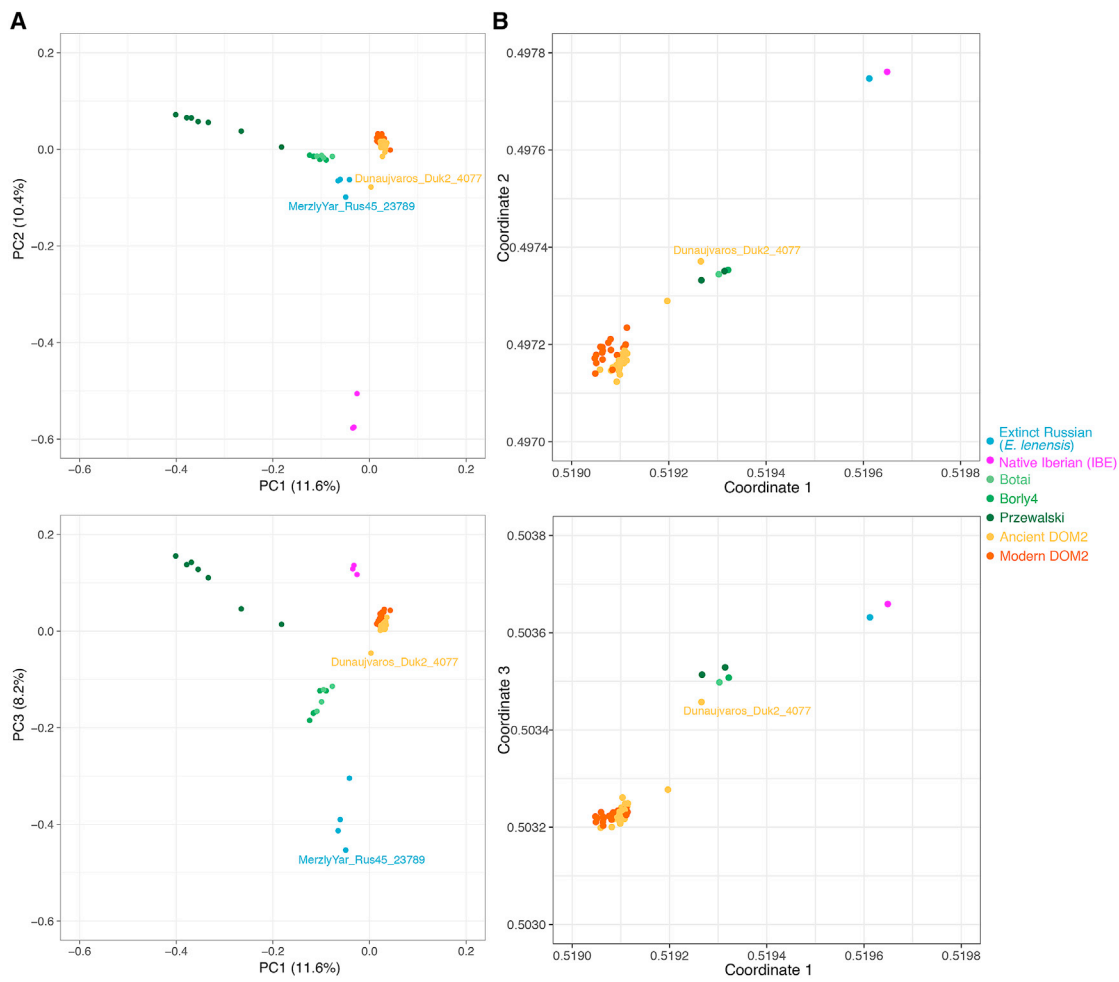 A
B
0.2
0.0
−0.2
−0.4
−0.6
PC2 (10.4%)
Dunaujvaros_Duk2_4077
MerzlyYar_Rus45_23789
−0.6
−0.4
−0.2
0.0
0.2
PC1 (11.6%)
0.4978
0.4976
0.4974
0.4972
0.4970
Coordinate 2
Dunaujvaros_Duk2_4077
0.5190
0.5192
0.5194
0.5196
0.5198
Coordinate 1
Extinct Russian
(E. lenensis)
Native Iberian (IBE)
Botai
Borly4
Przewalski
Ancient DOM2
Modern DOM2
0.2
0.0
−0.2
−0.4
−0.6
PC3 (8.2%)
Dunaujvaros_Duk2_4077
MerzlyYar_Rus45_23789
−0.6
−0.4
−0.2
0.0
0.2
PC1 (11.6%)
0.5038
0.5036
0.5034
0.5032
0.5030
Coordinate 3
Dunaujvaros_Duk2_4077
0.5190
0.5192
0.5194
0.5196
0.5198
Coordinate 1